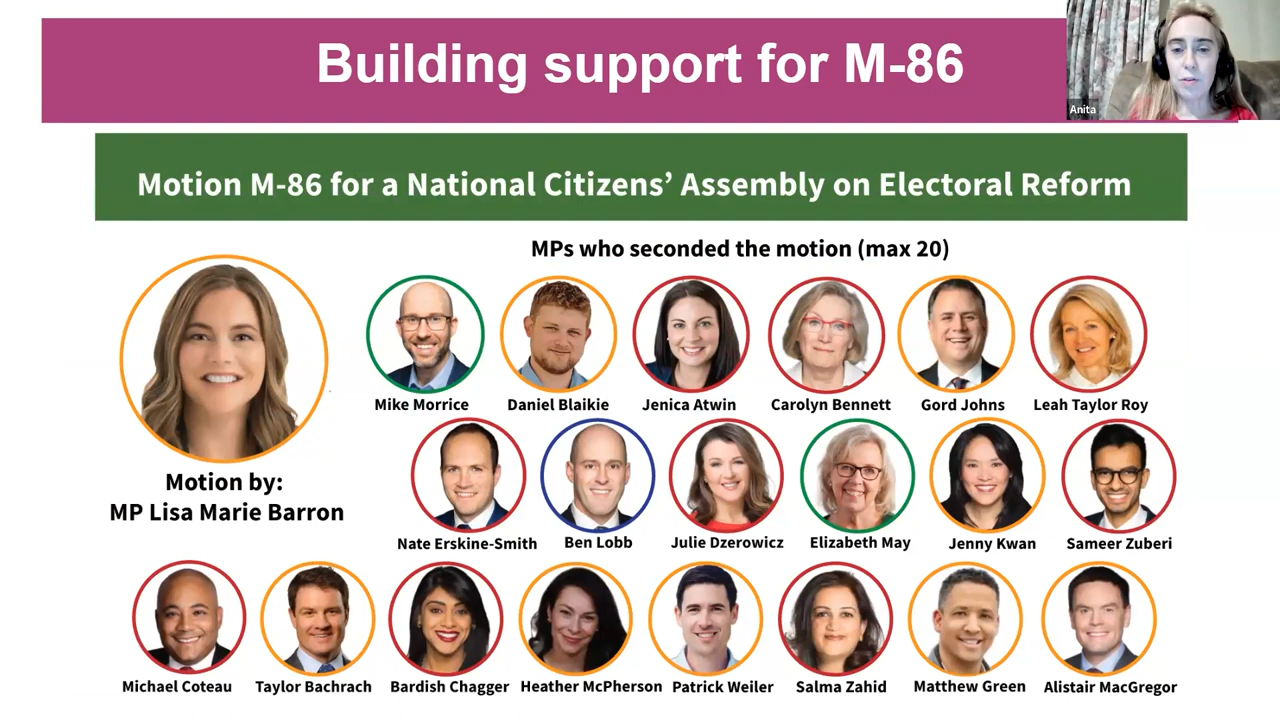 Building support for M-86
Anita
Motion M-86 for a National Citizens’ Assembly on Electoral Reform
MPs who seconded the motion (max 20)
Mike Morrice
Daniel Blaikie
Jenica Atwin
Carolyn Bennett
Gord Johns
Leah Taylor Roy
Motion by:
MP Lisa Marie Barron
Nate Erskine-Smith
Ben Lobb
Julie Dzerowicz
Elizabeth May
Jenny Kwan
Sameer Zuberi
Michael Coteau
Taylor Bachrach
Bardish Chagger
Heather McPherson
Patrick Weiler
Salma Zahid
Matthew Green
Alistair MacGregor